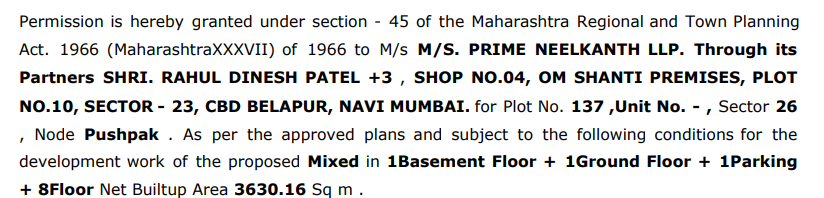 Permission is hereby granted under section - 45 of the Maharashtra Regional and Town Planning
Act. 1966 (MaharashtraXXXVII) of 1966 to M/s M/S. PRIME NEELKANTH LLP. Through its
Partners SHRI. RAHUL DINESH PATEL +3 , SHOP NO.04, OM SHANTI PREMISES, PLOT
NO.10, SECTOR - 23, CBD BELAPUR, NAVI MUMBAI. for Plot No. 137 ,Unit No. - , Sector 26
, Node Pushpak . As per the approved plans and subject to the following conditions for the
development work of the proposed Mixed in 1Basement Floor + 1Ground Floor + 1Parking
+ 8Floor Net Builtup Area 3630.16 Sq m .